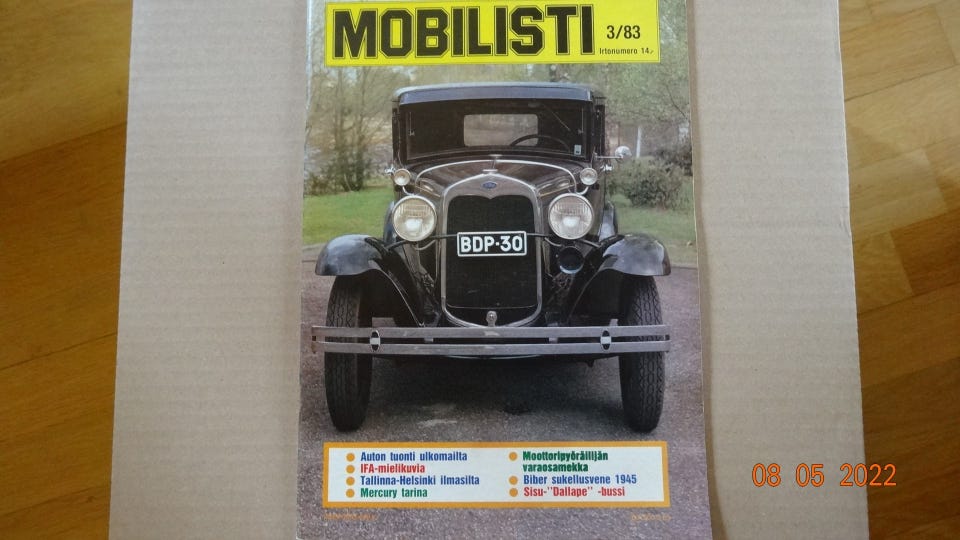 MOBILISTI
3/83
Irtonumero 14,-
BDP-30
Auton tuonti ulkomailta
IFA-mielikuvia
Tallinna-Helsinki ilmasilta
Mercury tarina
Moottoripyöräilijän
varaosamekka
Biber sukellusvene 1945
Sisu-"Dallape" -bussi
08 05 2022